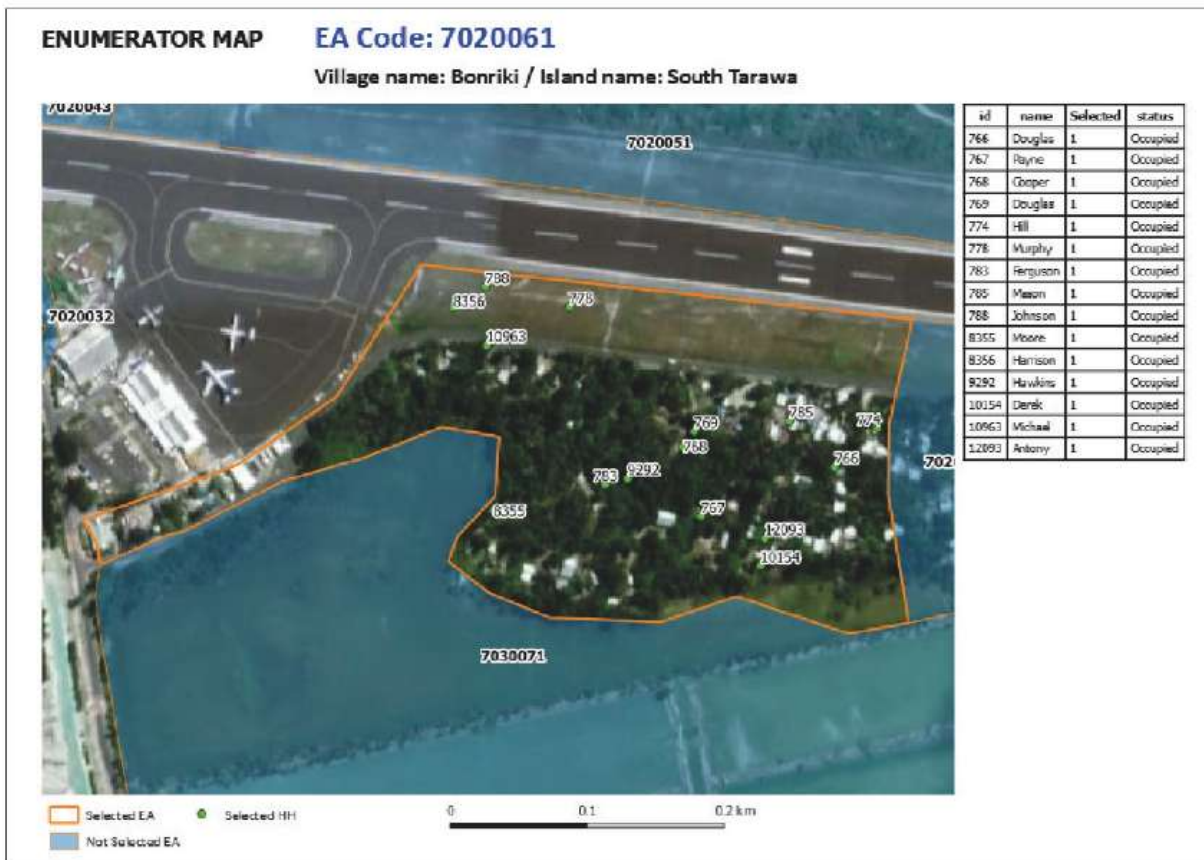 ENUMERATOR MAP EA Code: 7020061
Village name: Bonriki / Island name: South Tarawa
7020043
7020051
788
8356
778
7020032
10963
769
785
774
768
766
783
9292
8355
767
12093
10154
7030071
id name Selected status
766 Douglas 1 Occupied
767 Payne 1 Occupied
768 Cooper 1 Occupied
769 Douglas 1 Occupied
774 Hill 1 Occupied
778 Murphy 1 Occupied
783 Ferguson 1 Occupied
785 Mason 1 Occupied
788 Johnson 1 Occupied
8355 Moore 1 Occupied
8356 Harrison 1 Occupied
9292 Hawkins 1 Occupied
10154 Derek 1 Occupied
10963 Michael 1 Occupied
12093 Antony 1 Occupied
Selected EA Selected HH
Not Selected EA
0 0.1 0.2 km